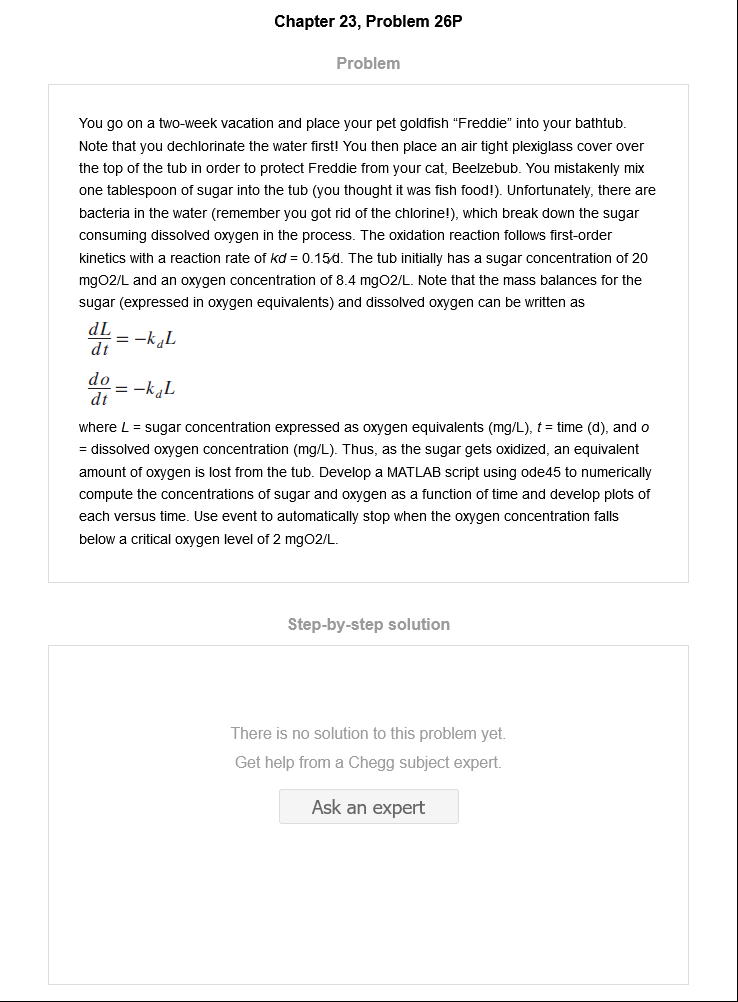 Chapter 23, Problem 26P
Problem
You go on a two-week vacation and place your pet goldfish “Freddie” into your bathtub.
Note that you dechlorinate the water first! You then place an air tight plexiglass cover over
the top of the tub in order to protect Freddie from your cat, Beelzebub. You mistakenly mix
one tablespoon of sugar into the tub (you thought it was fish food!). Unfortunately, there are
bacteria in the water (remember you got rid of the chlorine!), which break down the sugar
consuming dissolved oxygen in the process. The oxidation reaction follows first-order
kinetics with a reaction rate of kd = 0.15⁄d. The tub initially has a sugar concentration of 20
mgO2/L and an oxygen concentration of 8.4 mgO2/L. Note that the mass balances for the
sugar (expressed in oxygen equivalents) and dissolved oxygen can be written as
dL/dt = −k_d L
do/dt = −k_d L
where L = sugar concentration expressed as oxygen equivalents (mg/L), t = time (d), and o
= dissolved oxygen concentration (mg/L). Thus, as the sugar gets oxidized, an equivalent
amount of oxygen is lost from the tub. Develop a MATLAB script using ode45 to numerically
compute the concentrations of sugar and oxygen as a function of time and develop plots of
each versus time. Use event to automatically stop when the oxygen concentration falls
below a critical oxygen level of 2 mgO2/L.
Step-by-step solution
There is no solution to this problem yet.
Get help from a Chegg subject expert.
Ask an expert